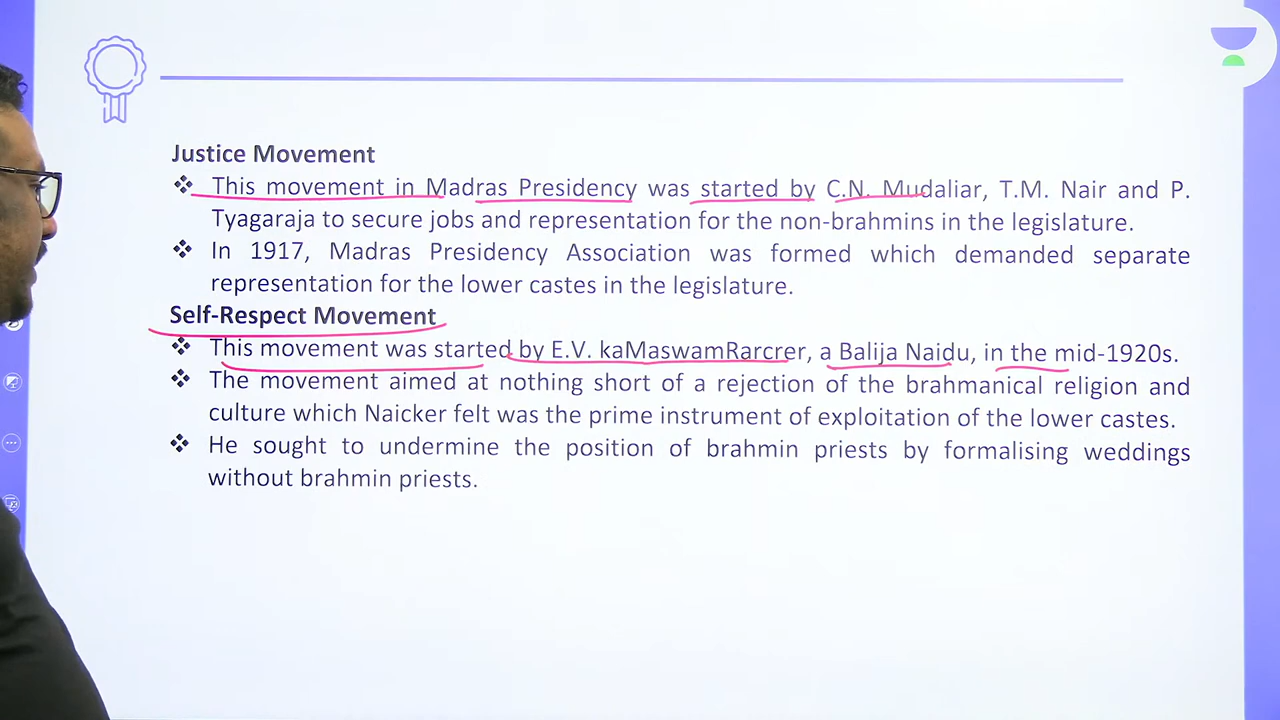 Justice Movement
❖ This movement in Madras Presidency was started by C.N. Mudaliar, T.M. Nair and P.
Tyagaraja to secure jobs and representation for the non-brahmins in the legislature.
❖ In 1917, Madras Presidency Association was formed which demanded separate
representation for the lower castes in the legislature.
Self-Respect Movement
❖ This movement was started by E.V. kaMaswamRarcrer, a Balija Naidu, in the mid-1920s.
❖ The movement aimed at nothing short of a rejection of the brahmanical religion and
culture which Naicker felt was the prime instrument of exploitation of the lower castes.
❖ He sought to undermine the position of brahmin priests by formalising weddings
without brahmin priests.